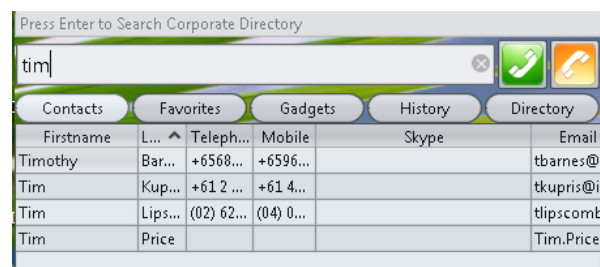 Press Enter to Search Corporate Directory
tim
Contacts Favorites Gadgets History Directory
Firstname L... Teleph... Mobile Skype Email
Timothy Bar... +6568... +6596... tbarnes@
Tim Kup... +61 2 ... +61 4... tkupris@i
Tim Lips... (02) 62... (04) 0... tlipscomb
Tim Price Tim.Price